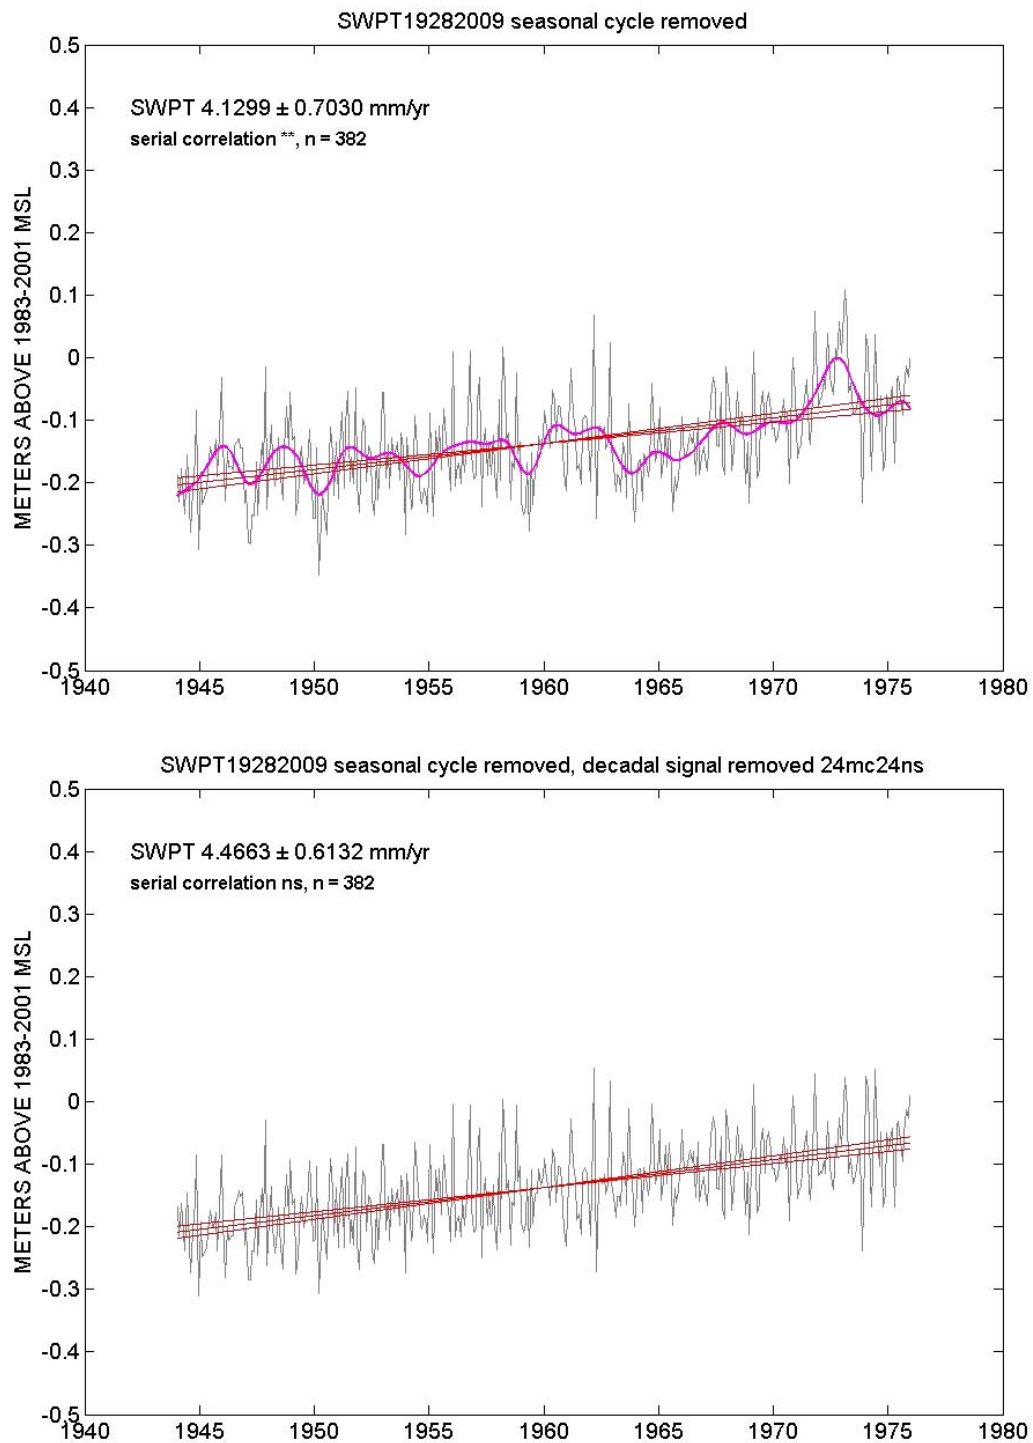 SWPT19282009 seasonal cycle removed
0.5
SWPT 4.1299 ± 0.7030 mm/yr
serial correlation **, n = 382
0.4
0.3
0.2
0.1
0
-0.1
-0.2
-0.3
-0.4
-0.5
METERS ABOVE 1983-2001 MSL
1940 1945 1950 1955 1960 1965 1970 1975 1980
SWPT19282009 seasonal cycle removed, decadal signal removed 24mc24ns
0.5
SWPT 4.4663 ± 0.6132 mm/yr
serial correlation ns, n = 382
0.4
0.3
0.2
0.1
0
-0.1
-0.2
-0.3
-0.4
-0.5
METERS ABOVE 1983-2001 MSL
1940 1945 1950 1955 1960 1965 1970 1975 1980